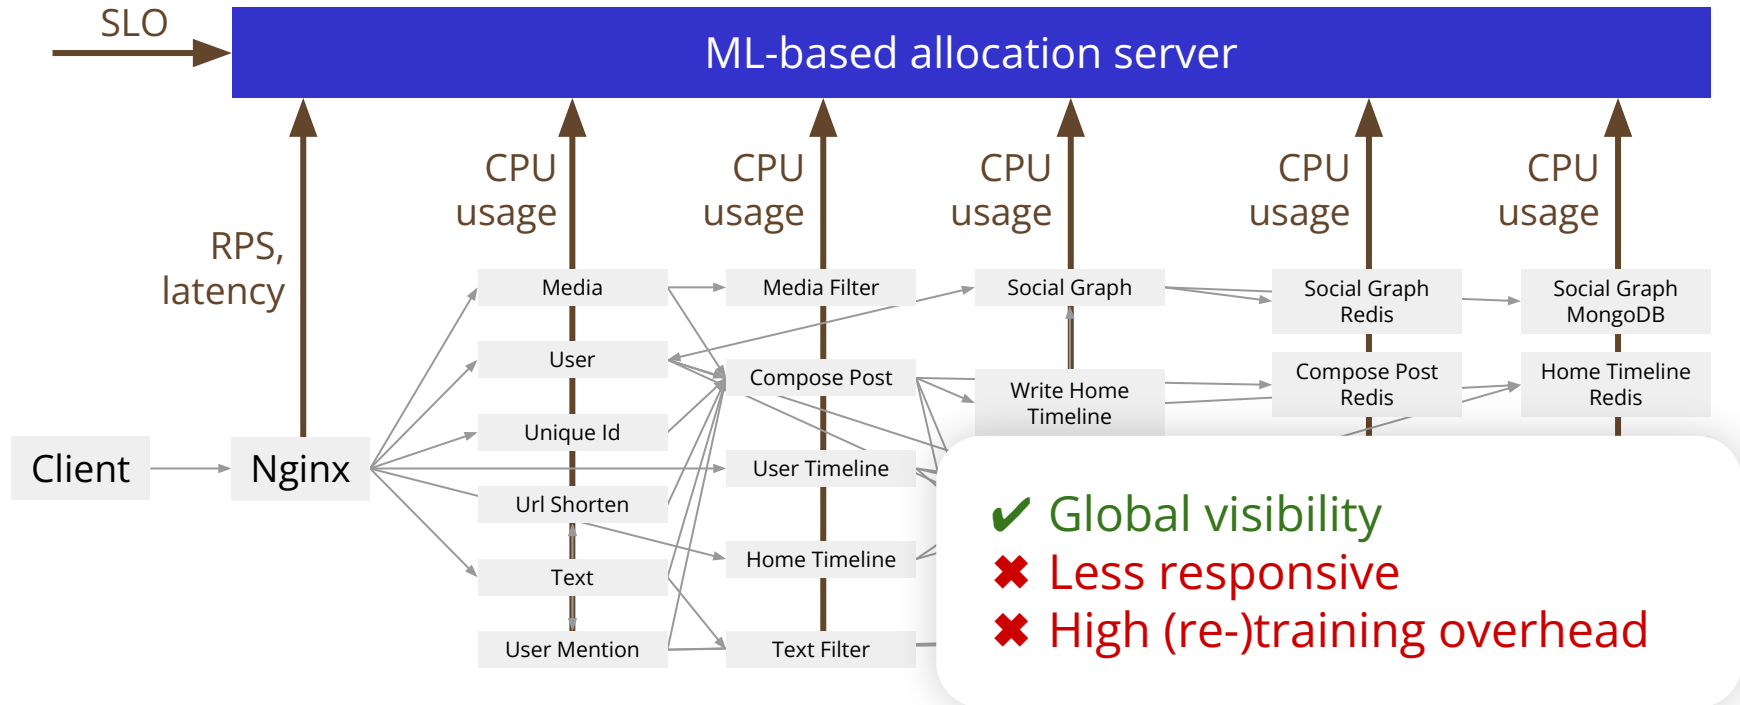 SLO
ML-based allocation server
RPS,
latency
CPU
usage
CPU
usage
CPU
usage
CPU
usage
CPU
usage
Media
Media Filter
Social Graph
Social Graph
Redis
Social Graph
MongoDB
User
Compose Post
Write Home
Timeline
Compose Post
Redis
Home Timeline
Redis
Unique Id
Client
Nginx
User Timeline
Url Shorten
Home Timeline
Text
User Mention
Text Filter
✔ Global visibility
✖ Less responsive
✖ High (re-)training overhead